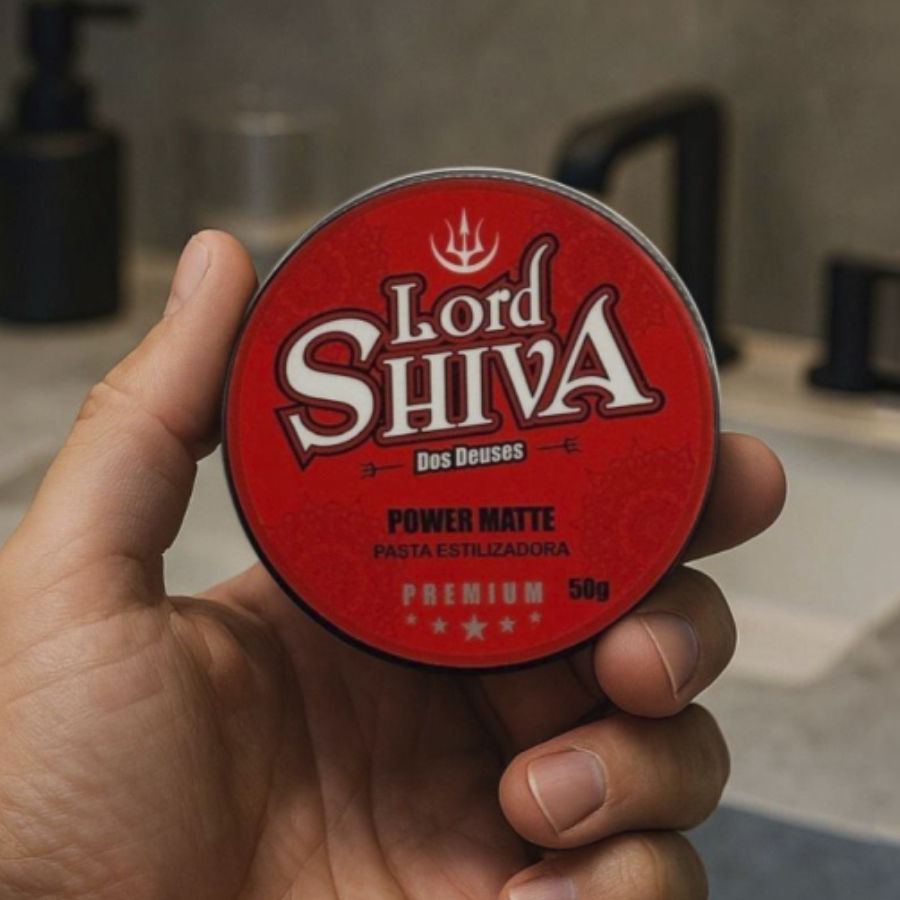 Lord
SHIVA
Dos Deuses
POWER MATTE
PASTA ESTILIZADORA
PREMIUM 50g